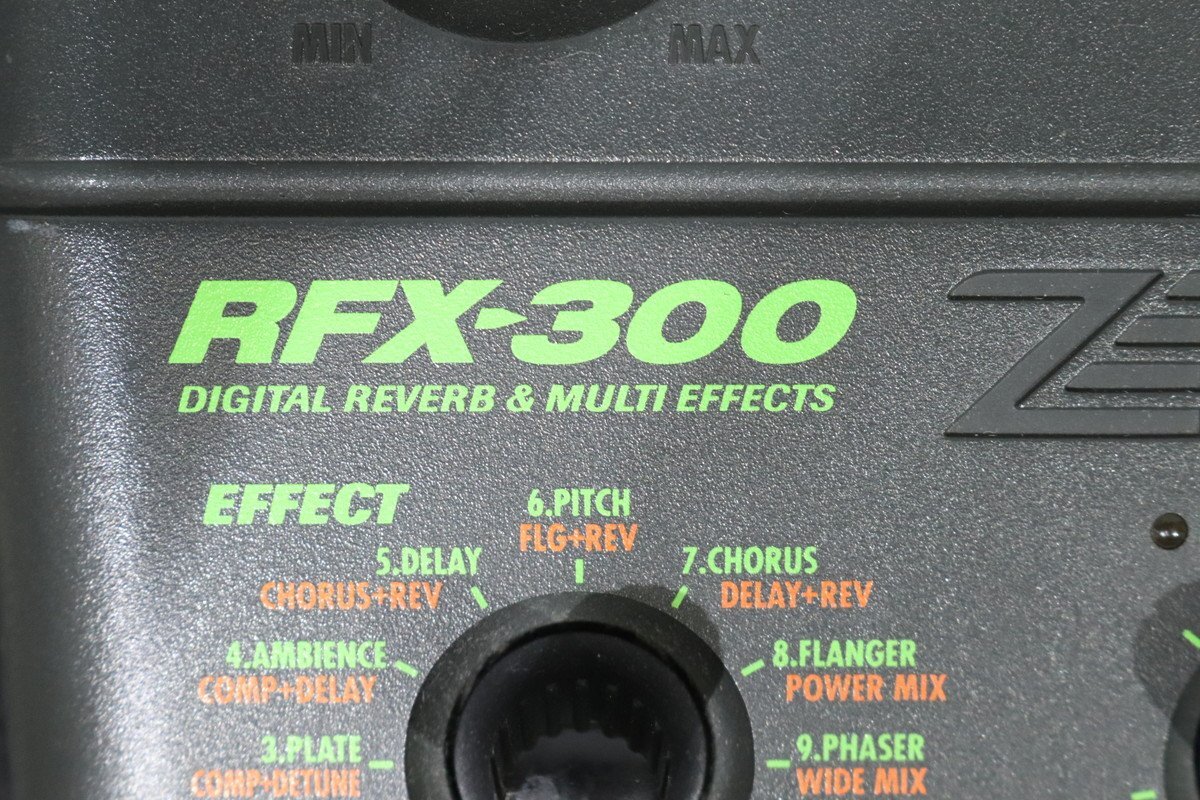 MIN MAX
RFX-300
DIGITAL REVERB & MULTI EFFECTS
EFFECT
6.PITCH
FLG+REV
5.DELAY
CHORUS+REV
7.CHORUS
DELAY+REV
4.AMBIENCE
COMP+DELAY
8.FLANGER
POWER MIX
3.PLATE
COMP+DETUNE
9.PHASER
WIDE MIX